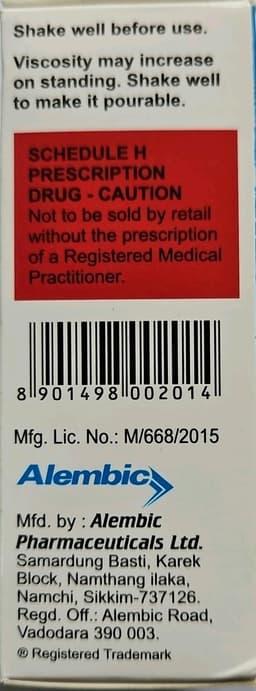 Shake well before use.
Viscosity may increase
on standing. Shake well
to make it pourable.
SCHEDULE H
PRESCRIPTION
DRUG - CAUTION
Not to be sold by retail
without the prescription
of a Registered Medical
Practitioner.
8 901498 002014
Mfg. Lic. No.: M/668/2015
Alembic
Mfd. by : Alembic
Pharmaceuticals Ltd.
Samardung Basti, Karek
Block, Namthang ilaka,
Namchi, Sikkim-737126.
Regd. Off.: Alembic Road,
Vadodara 390 003.
® Registered Trademark